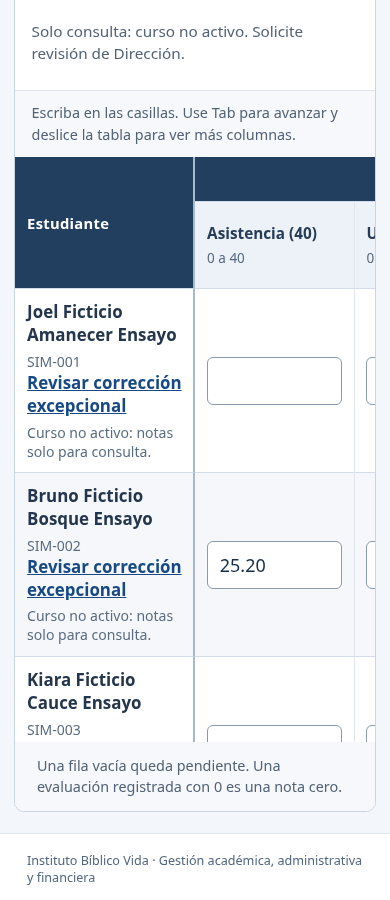 Solo consulta: curso no activo. Solicite
revisión de Dirección.
Escriba en las casillas. Use Tab para avanzar y
deslice la tabla para ver más columnas.
Estudiante
Asistencia (40)
0 a 40
Joel Ficticio
Amanecer Ensayo
SIM-001
Revisar corrección
excepcional
Curso no activo: notas
solo para consulta.
Bruno Ficticio
Bosque Ensayo
SIM-002
Revisar corrección
excepcional
Curso no activo: notas
solo para consulta.
25.20
Kiara Ficticio
Cauce Ensayo
SIM-003
Una fila vacía queda pendiente. Una
evaluación registrada con 0 es una nota cero.
Instituto Bíblico Vida · Gestión académica, administrativa
y financiera